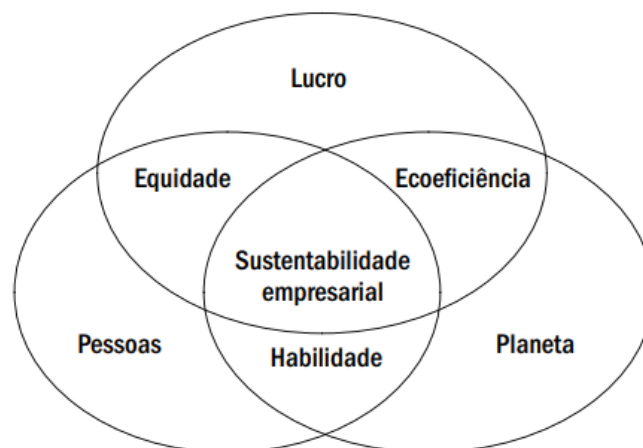 Lucro
Equidade
Ecoeficiência
Sustentabilidade
empresarial
Pessoas
Habilidade
Planeta